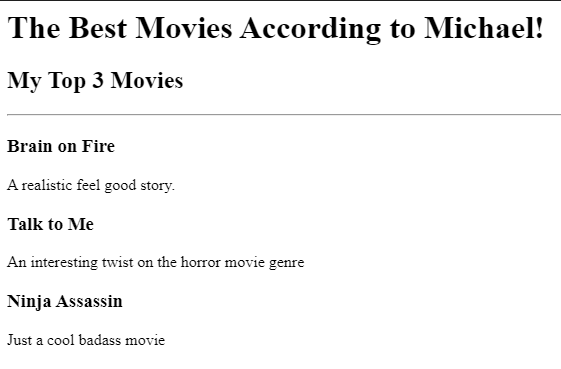 The Best Movies According to Michael!
My Top 3 Movies
Brain on Fire
A realistic feel good story.
Talk to Me
An interesting twist on the horror movie genre
Ninja Assassin
Just a cool badass movie